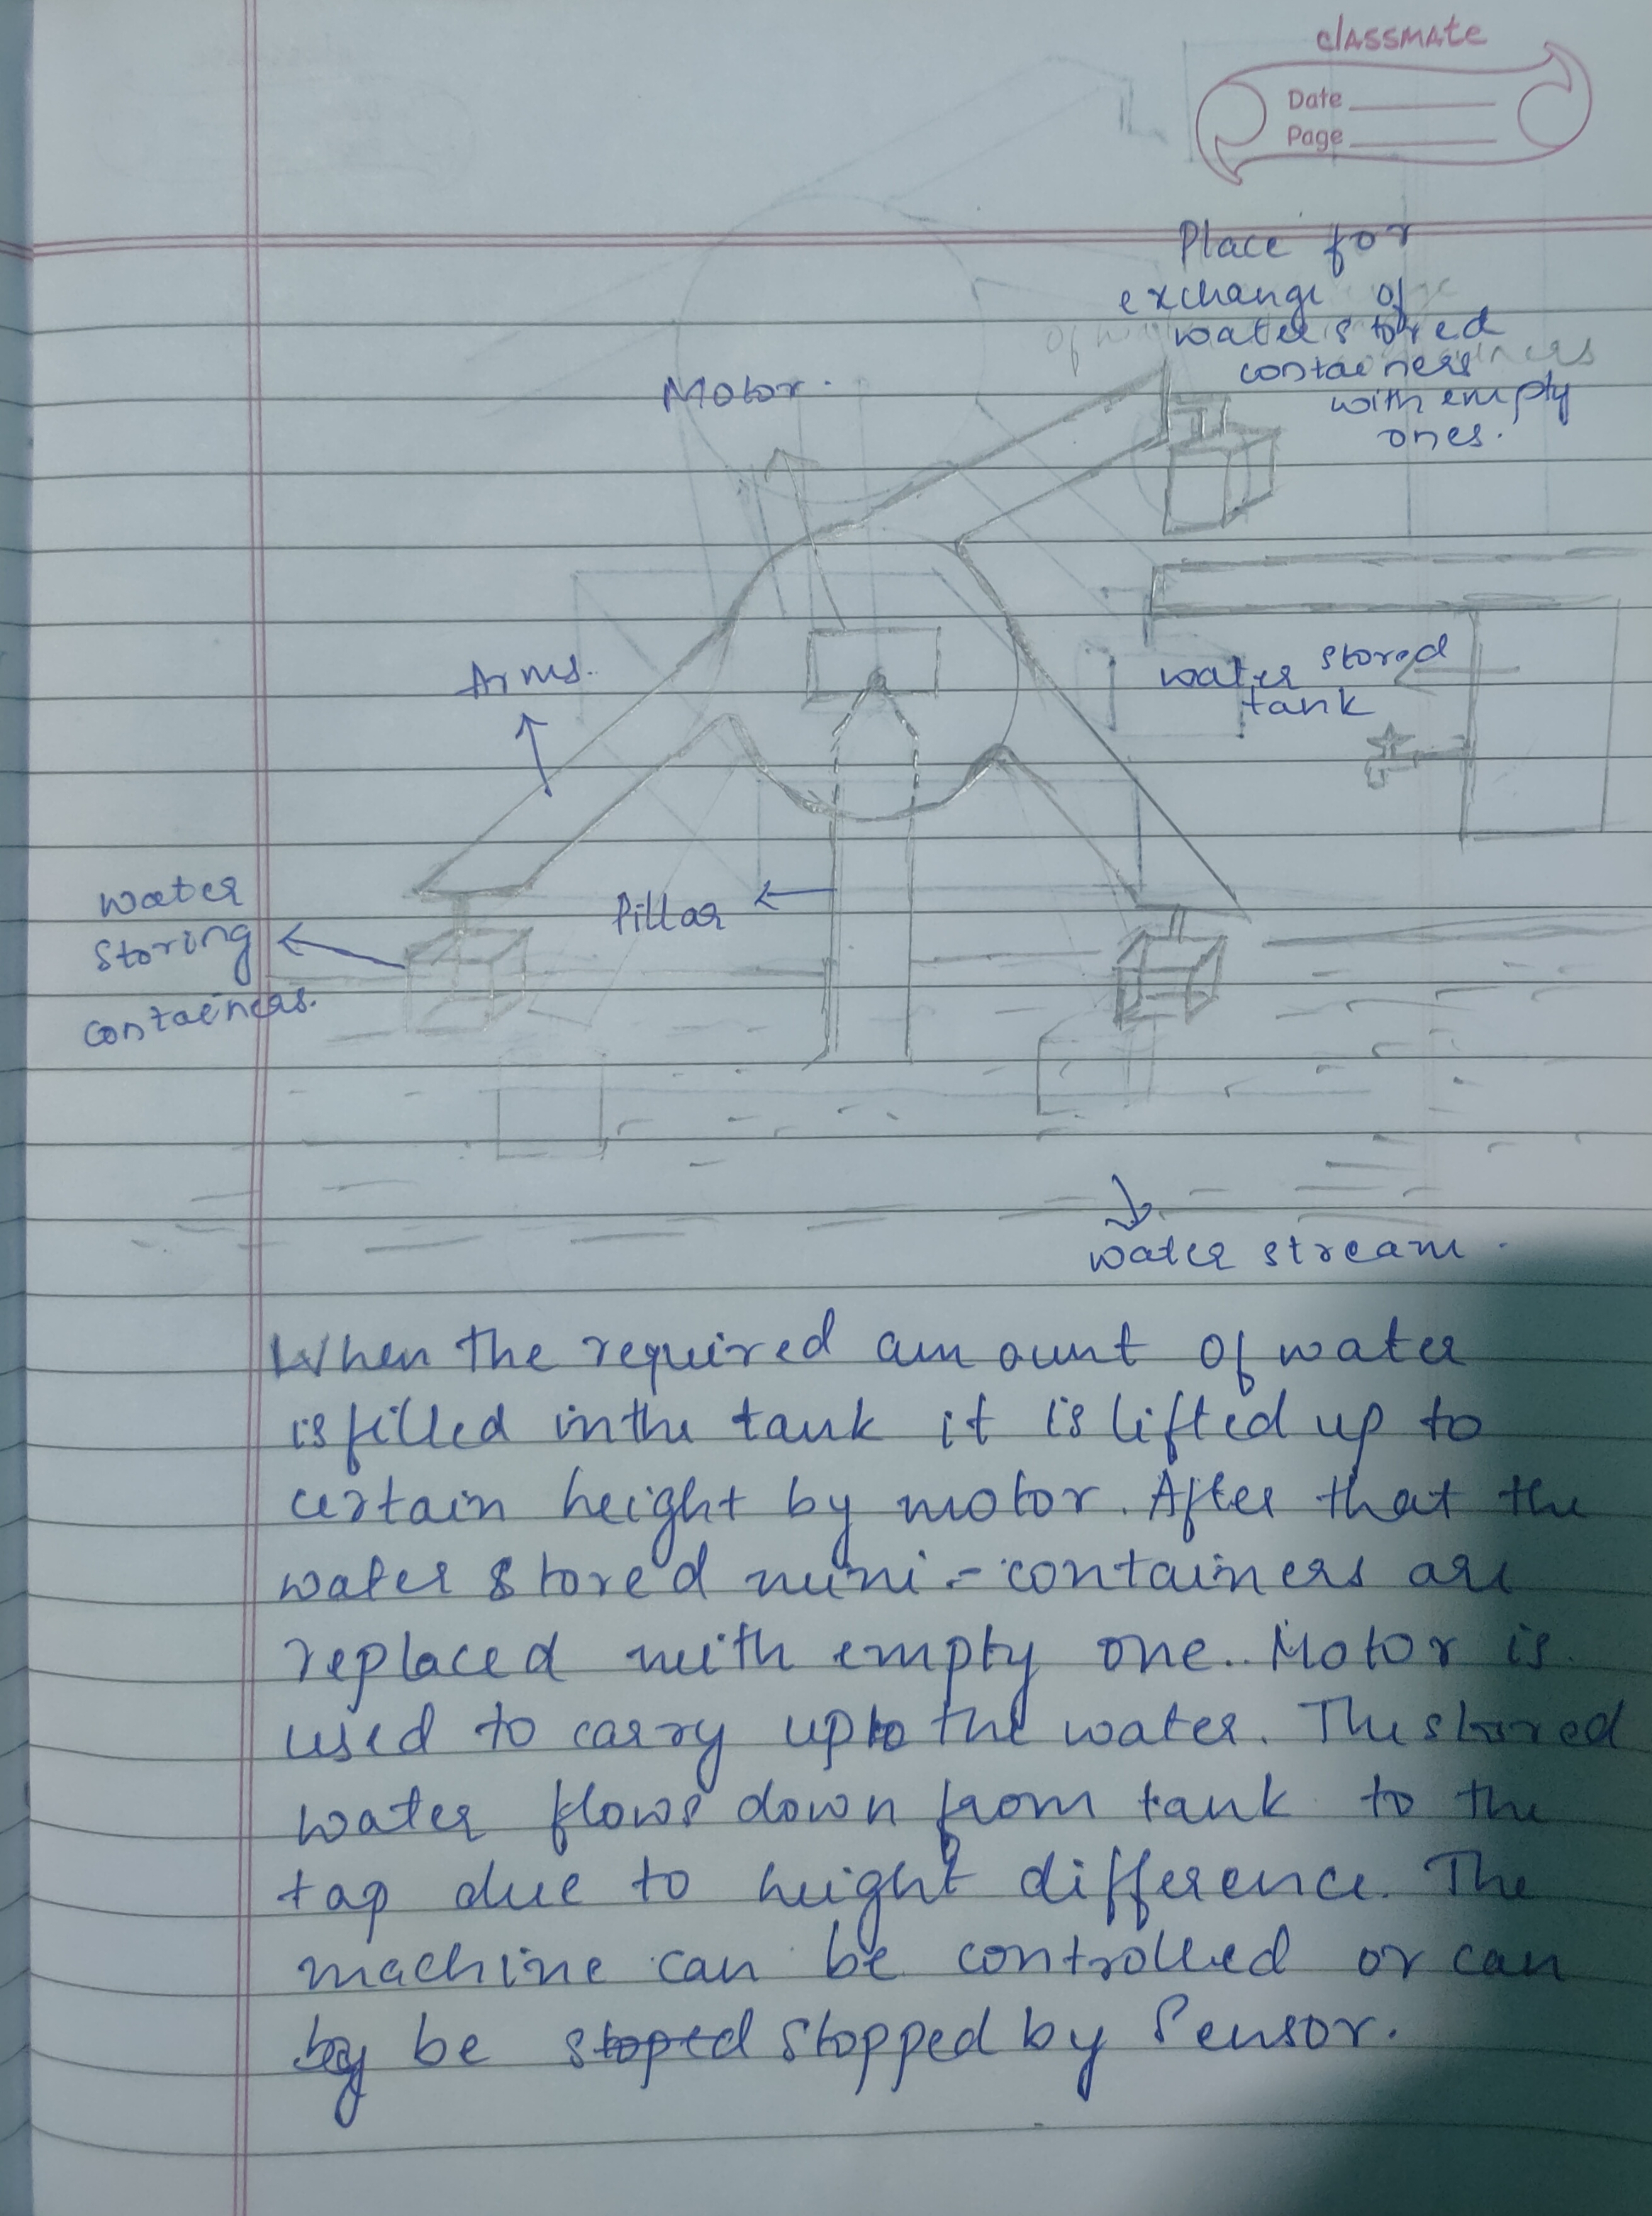 classmate
Date
Page
Place for
exchange of
water stored
containers
with empty
ones.
Motor.
Arms.
water stored
tank
water
storing
containers.
Pillar
water stream.
When the required amount of water
is filled in the tank it is lifted up to
certain height by motor. After that the
water stored mini-containers are
replaced with empty one.. Motor is
used to carry upto the water. The stored
water flows down from tank to the
tap due to height difference. The
machine can be controlled or can
by be stoped stopped by Sensor.